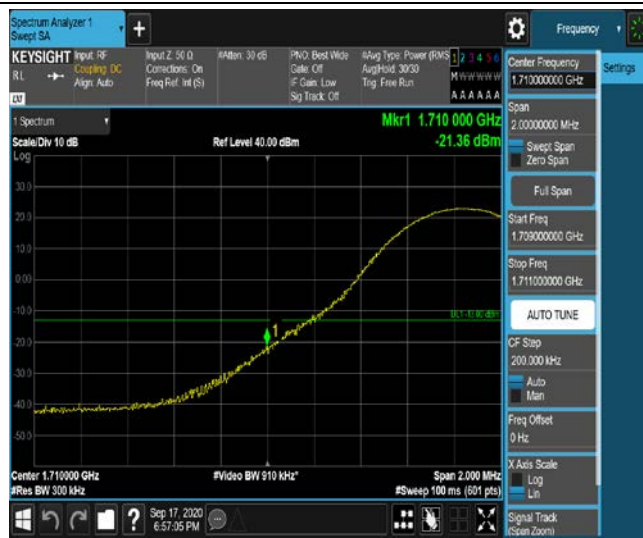 Spectrum Analyzer 1
Swept SA
+
Frequency
KEYSIGHT
RL
Input: RF
Coupling: DC
Align: Auto
Input Z: 50 Ω
Corrections: On
Freq Ref: Int (S)
#Atten: 30 dB
PNO: Best Wide
Gate: Off
IF Gain: Low
Sig Track: Off
#Avg Type: Power (RMS
Avg|Hold: 30/30
Trig: Free Run
1 2 3 4 5 6
M W W W W W
A A A A A A
LXI
1 Spectrum
Scale/Div 10 dB
Log
Ref Level 40.00 dBm
Mkr1 1.710 000 GHz
-21.36 dBm
30.0
20.0
10.0
0.00
-10.0
-20.0
-30.0
-40.0
-50.0
DL1 -13.00 dBm
1
Center 1.710000 GHz
#Res BW 300 kHz
#Video BW 910 kHz*
Span 2.000 MHz
#Sweep 100 ms (601 pts)
Center Frequency
1.710000000 GHz
Settings
Span
2.00000000 MHz
Swept Span
Zero Span
Full Span
Start Freq
1.709000000 GHz
Stop Freq
1.711000000 GHz
AUTO TUNE
CF Step
200.000 kHz
Auto
Man
Freq Offset
0 Hz
X Axis Scale
Log
Lin
Signal Track
(Span Zoom)
?
Sep 17, 2020
6:57:05 PM